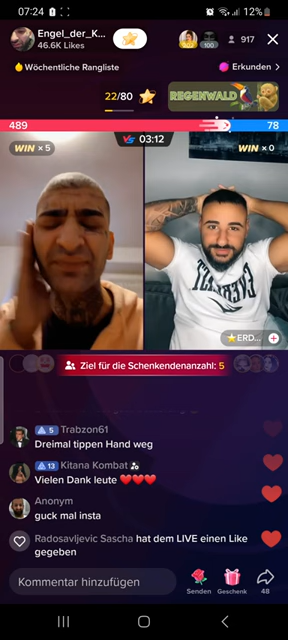 07:24
12%
Engel_der_K...
46.6K Likes
100
917
Wöchentliche Rangliste
Erkunden >
22/80
REGENWALD
489
78
WIN × 5
VS 03:12
WIN × 0
EVERLAST
ERD...
Ziel für die Schenkendenanzahl: 5
5 Trabzon61
Dreimal tippen Hand weg
13 Kitana Kombat
Vielen Dank leute ❤️❤️❤️
Anonym
guck mal insta
Radosavljevic Sascha hat dem LIVE einen Like
gegeben
Kommentar hinzufügen
Senden
Geschenk
48